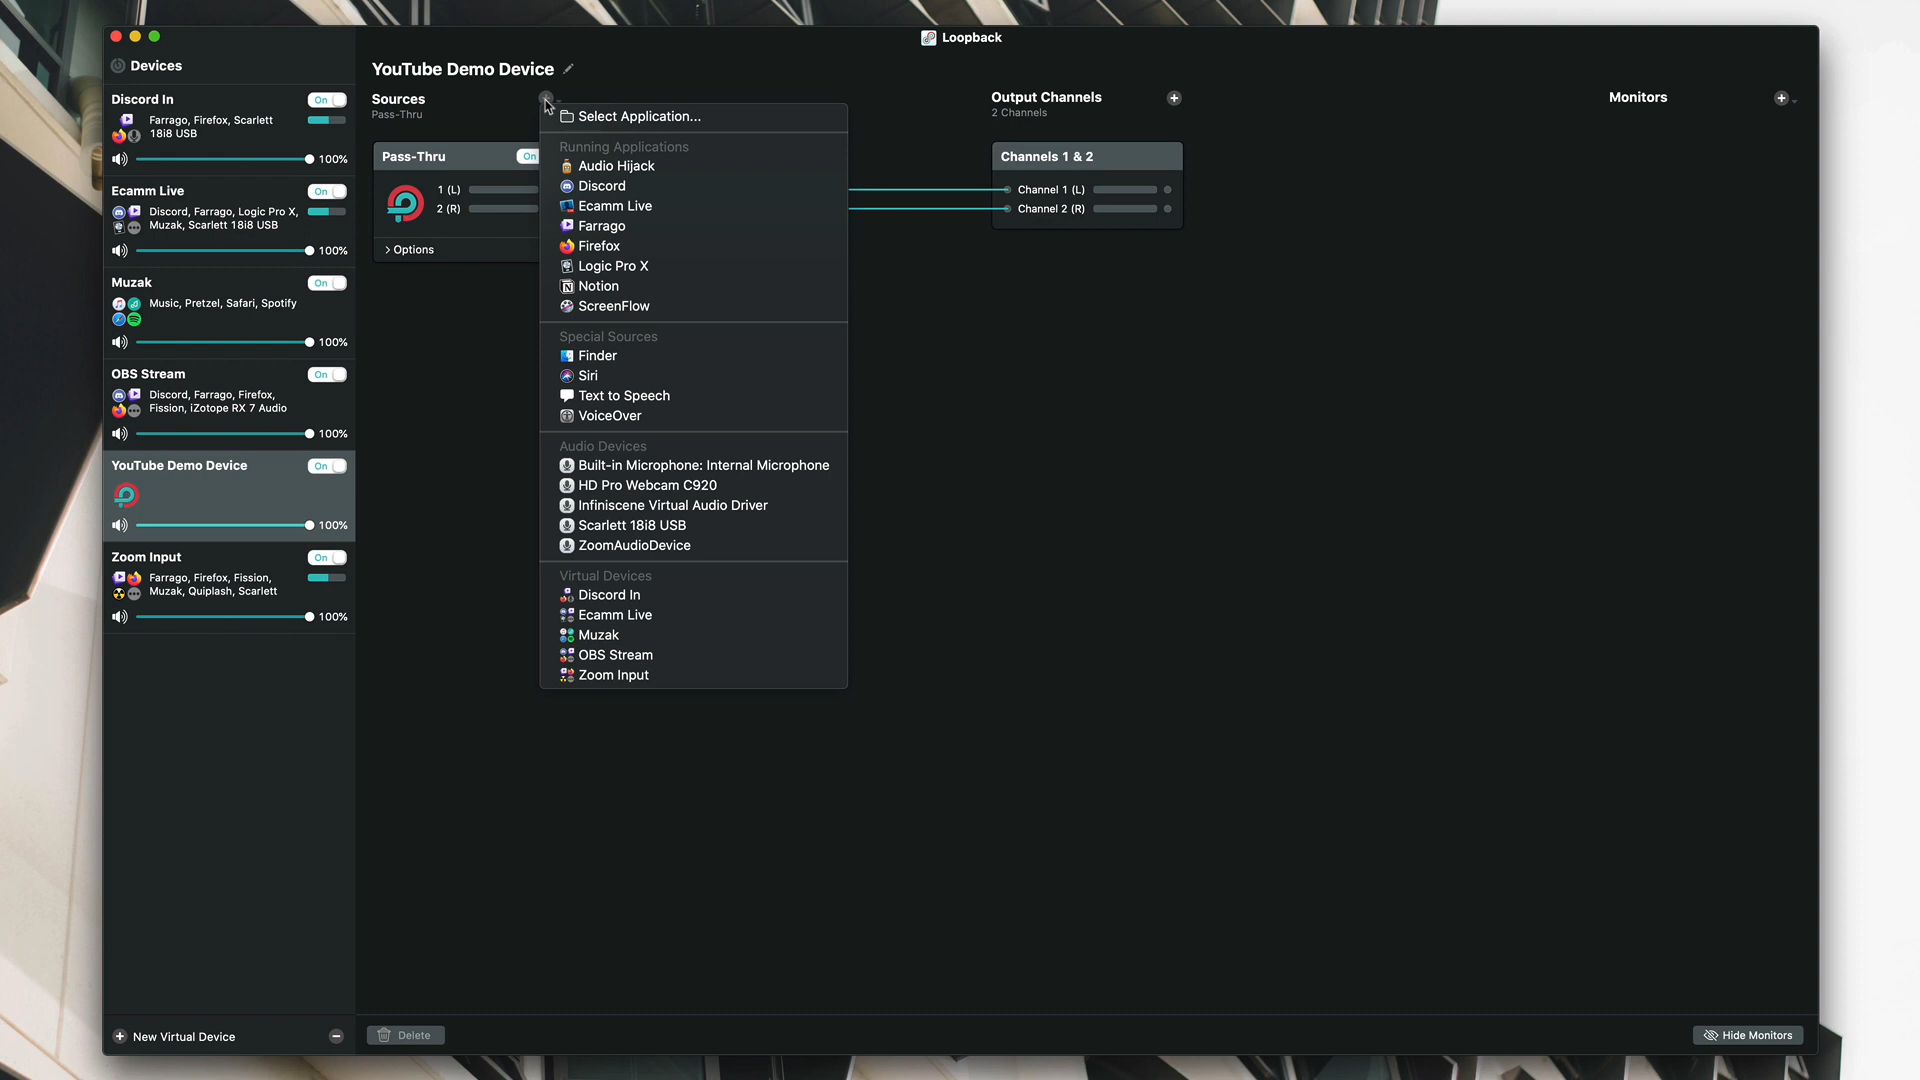 Loopback
Devices
Discord In
On
Farrago, Firefox, Scarlett
18i8 USB
100%
Ecamm Live
On
Discord, Farrago, Logic Pro X,
Muzak, Scarlett 18i8 USB
100%
Muzak
On
Music, Pretzel, Safari, Spotify
100%
OBS Stream
On
Discord, Farrago, Firefox,
Fission, iZotope RX 7 Audio
100%
YouTube Demo Device
On
100%
Zoom Input
On
Farrago, Firefox, Fission,
Muzak, Quiplash, Scarlett
100%
New Virtual Device
YouTube Demo Device
Sources
Pass-Thru
Pass-Thru
On
1 (L)
2 (R)
> Options
Select Application...
Running Applications
Audio Hijack
Discord
Ecamm Live
Farrago
Firefox
Logic Pro X
Notion
ScreenFlow
Special Sources
Finder
Siri
Text to Speech
VoiceOver
Audio Devices
Built-in Microphone: Internal Microphone
HD Pro Webcam C920
Infiniscene Virtual Audio Driver
Scarlett 18i8 USB
ZoomAudioDevice
Virtual Devices
Discord In
Ecamm Live
Muzak
OBS Stream
Zoom Input
Output Channels
2 Channels
Channels 1 & 2
Channel 1 (L)
Channel 2 (R)
Monitors
Delete
Hide Monitors